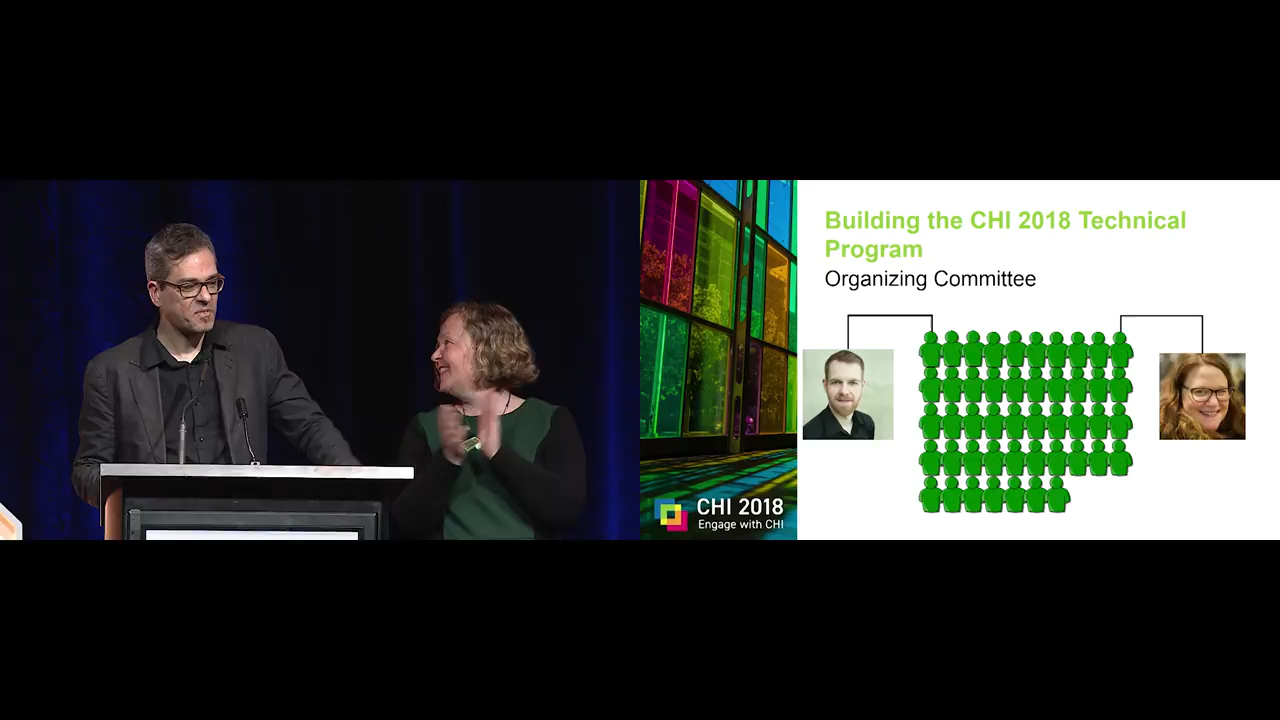 Building the CHI 2018 Technical
Program
Organizing Committee
CHI 2018
Engage with CHI